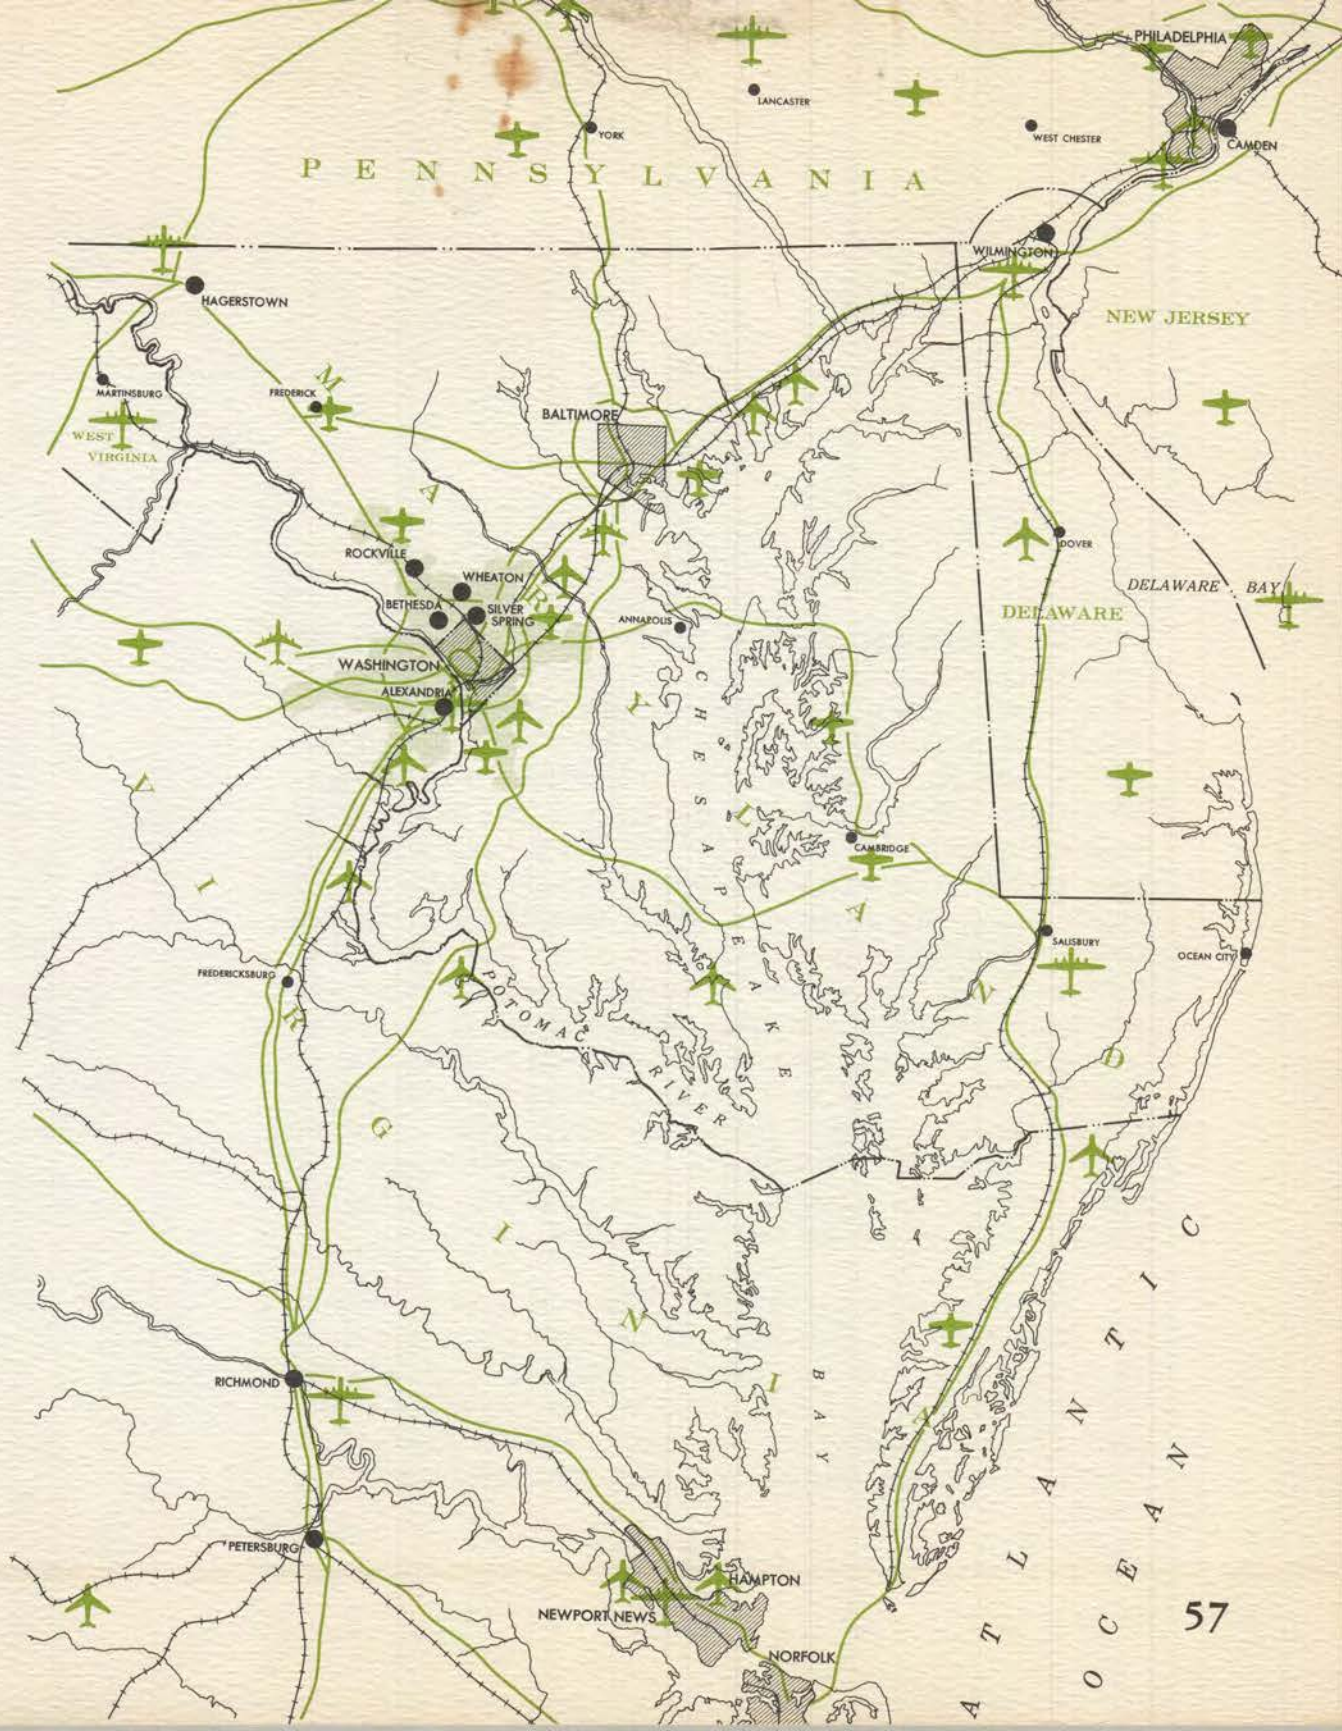 PHILADELPHIA
LANCASTER
YORK
WEST CHESTER
CAMDEN
PENNSYLVANIA
WILMINGTON
HAGERSTOWN
NEW JERSEY
MARTINSBURG
FREDERICK
BALTIMORE
WEST
VIRGINIA
MARYLAND
ROCKVILLE
DOVER
WHEATON
DELAWARE BAY
BETHESDA
SILVER
SPRING
ANNAPOLIS
DELAWARE
WASHINGTON
ALEXANDRIA
CHESAPEAKE
BAY
CAMBRIDGE
SALISBURY
OCEAN CITY
FREDERICKSBURG
POTOMAC
RIVER
VIRGINIA
RICHMOND
ATLANTIC
OCEAN
PETERSBURG
HAMPTON
NEWPORT NEWS
NORFOLK
57